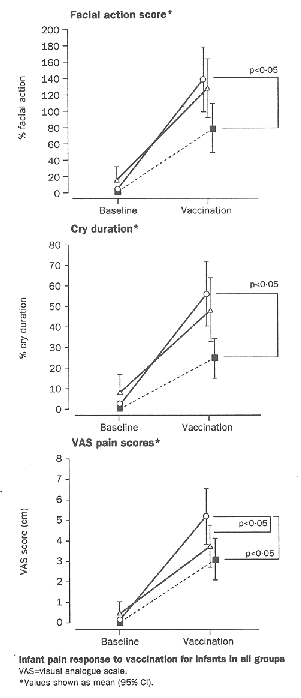 Facial action score*
% facial action
200
180
160
140
120
100
80
60
40
20
0
p<0·05
Baseline
Vaccination
Cry duration*
% cry duration
80
70
60
50
40
30
20
10
0
p<0·05
Baseline
Vaccination
VAS pain scores*
VAS score (cm)
8
7
6
5
4
3
2
1
0
p<0·05
p<0·05
Baseline
Vaccination
Infant pain response to vaccination for infants in all groups
VAS=visual analogue scale.
*Values shown as mean (95% CI).